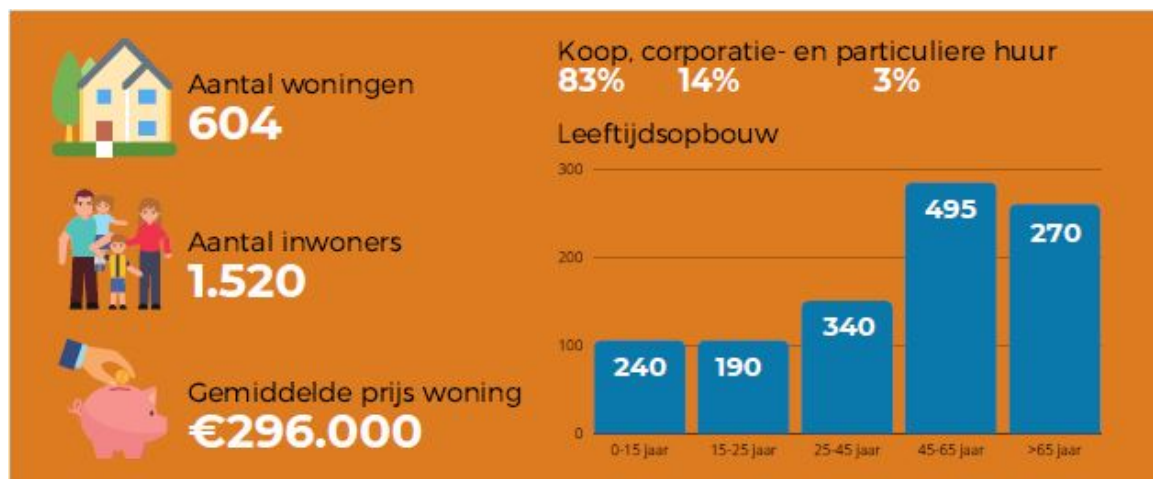 Aantal woningen
604
Aantal inwoners
1.520
Gemiddelde prijs woning
€296.000
Koop, corporatie- en particuliere huur
83% 14% 3%
Leeftijdsopbouw
300
200
100
0
240 190 340 495 270
0-15 jaar 15-25 jaar 25-45 jaar 45-65 jaar >65 jaar